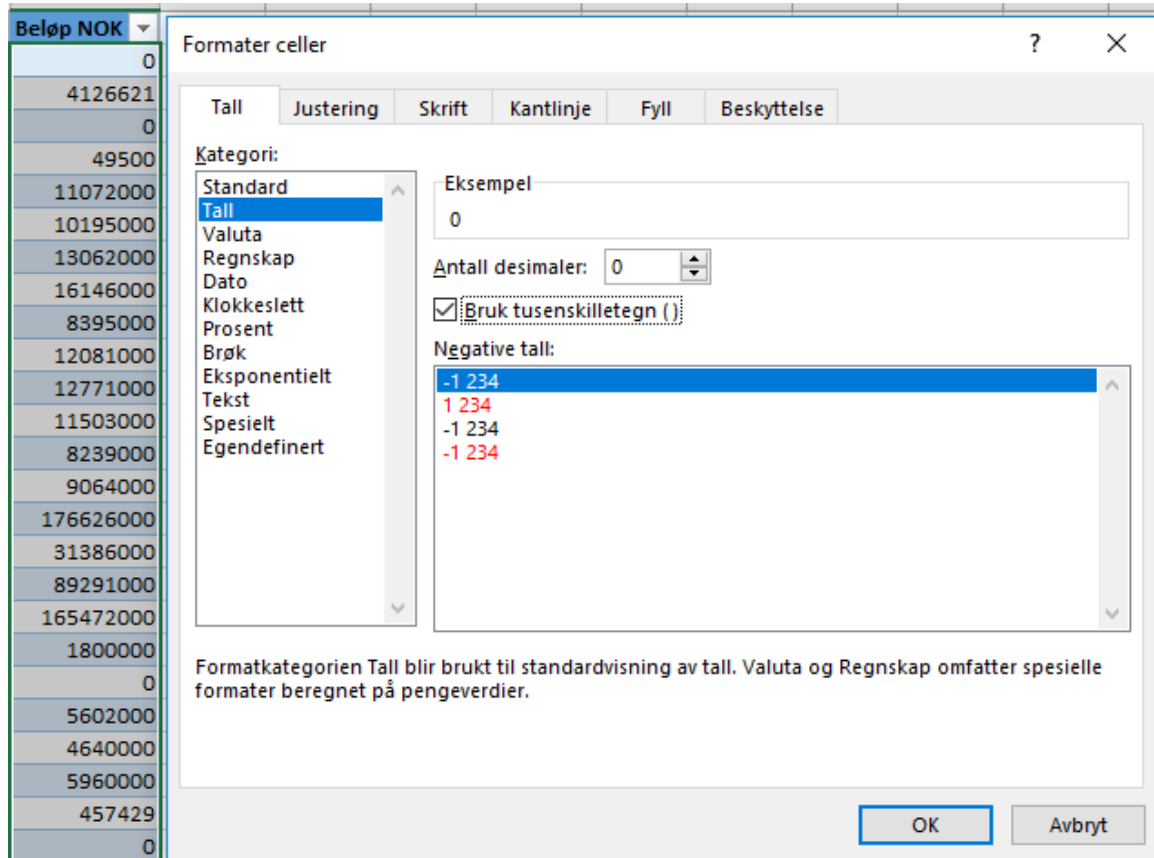 Beløp NOK
0
4126621
0
49500
11072000
10195000
13062000
16146000
8395000
12081000
12771000
11503000
8239000
9064000
176626000
31386000
89291000
165472000
1800000
0
5602000
4640000
5960000
457429
0
Formater celler
?
Tall Justering Skrift Kantlinje Fyll Beskyttelse
Kategori:
Standard
Tall
Valuta
Regnskap
Dato
Klokkeslett
Prosent
Brøk
Eksponentielt
Tekst
Spesielt
Egendefinert
Eksempel
0
Antall desimaler: 0
Bruk tusenskilletegn ( )
Negative tall:
-1 234
1 234
-1 234
-1 234
Formatkategorien Tall blir brukt til standardvisning av tall. Valuta og Regnskap omfatter spesielle
formater beregnet på pengeverdier.
OK Avbryt